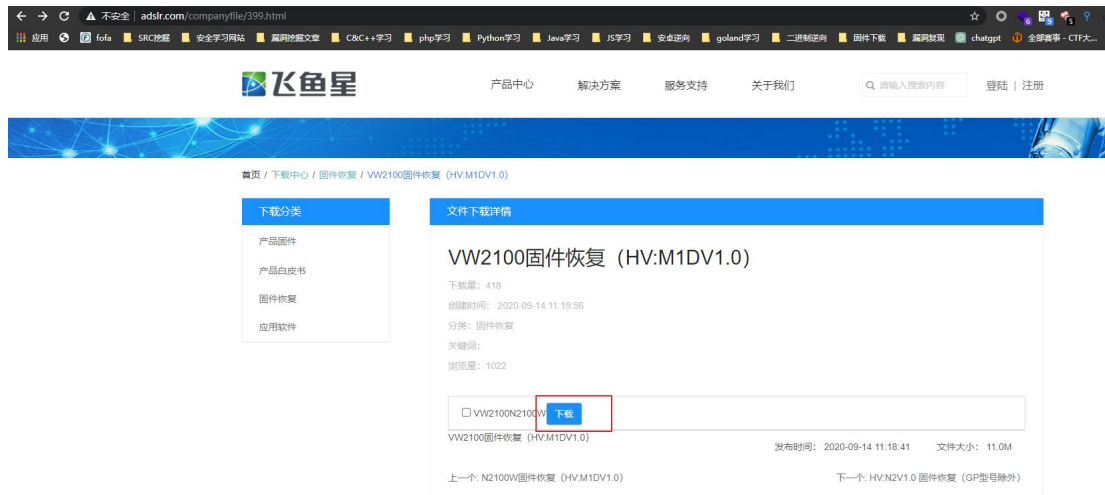 不安全 | adslr.com/companyfile/399.html
应用 fofa SRC挖掘 安全学习网站 漏洞挖掘文章 C&C++学习 php学习 Python学习 Java学习 JS学习 安卓逆向 goland学习 二进制逆向 固件下载 漏洞复现 chatgpt 全部赛事 - CTF大...
飞鱼星 产品中心 解决方案 服务支持 关于我们 请输入搜索内容 登陆 | 注册
首页 / 下载中心 / 固件恢复 / VW2100固件恢复（HV:M1DV1.0)
下载分类
产品固件
产品白皮书
固件恢复
应用软件
文件下载详情
VW2100固件恢复（HV:M1DV1.0)
下载量：418
创建时间： 2020-09-14 11:19:56
分类：固件恢复
关键词：
浏览量：1022
VW2100N2100W 下载
VW2100固件恢复（HV:M1DV1.0)
发布时间： 2020-09-14 11:18:41 文件大小： 11.0M
上一个: N2100W固件恢复（HV:M1DV1.0) 下一个: HV:N2V1.0 固件恢复（GP型号除外）